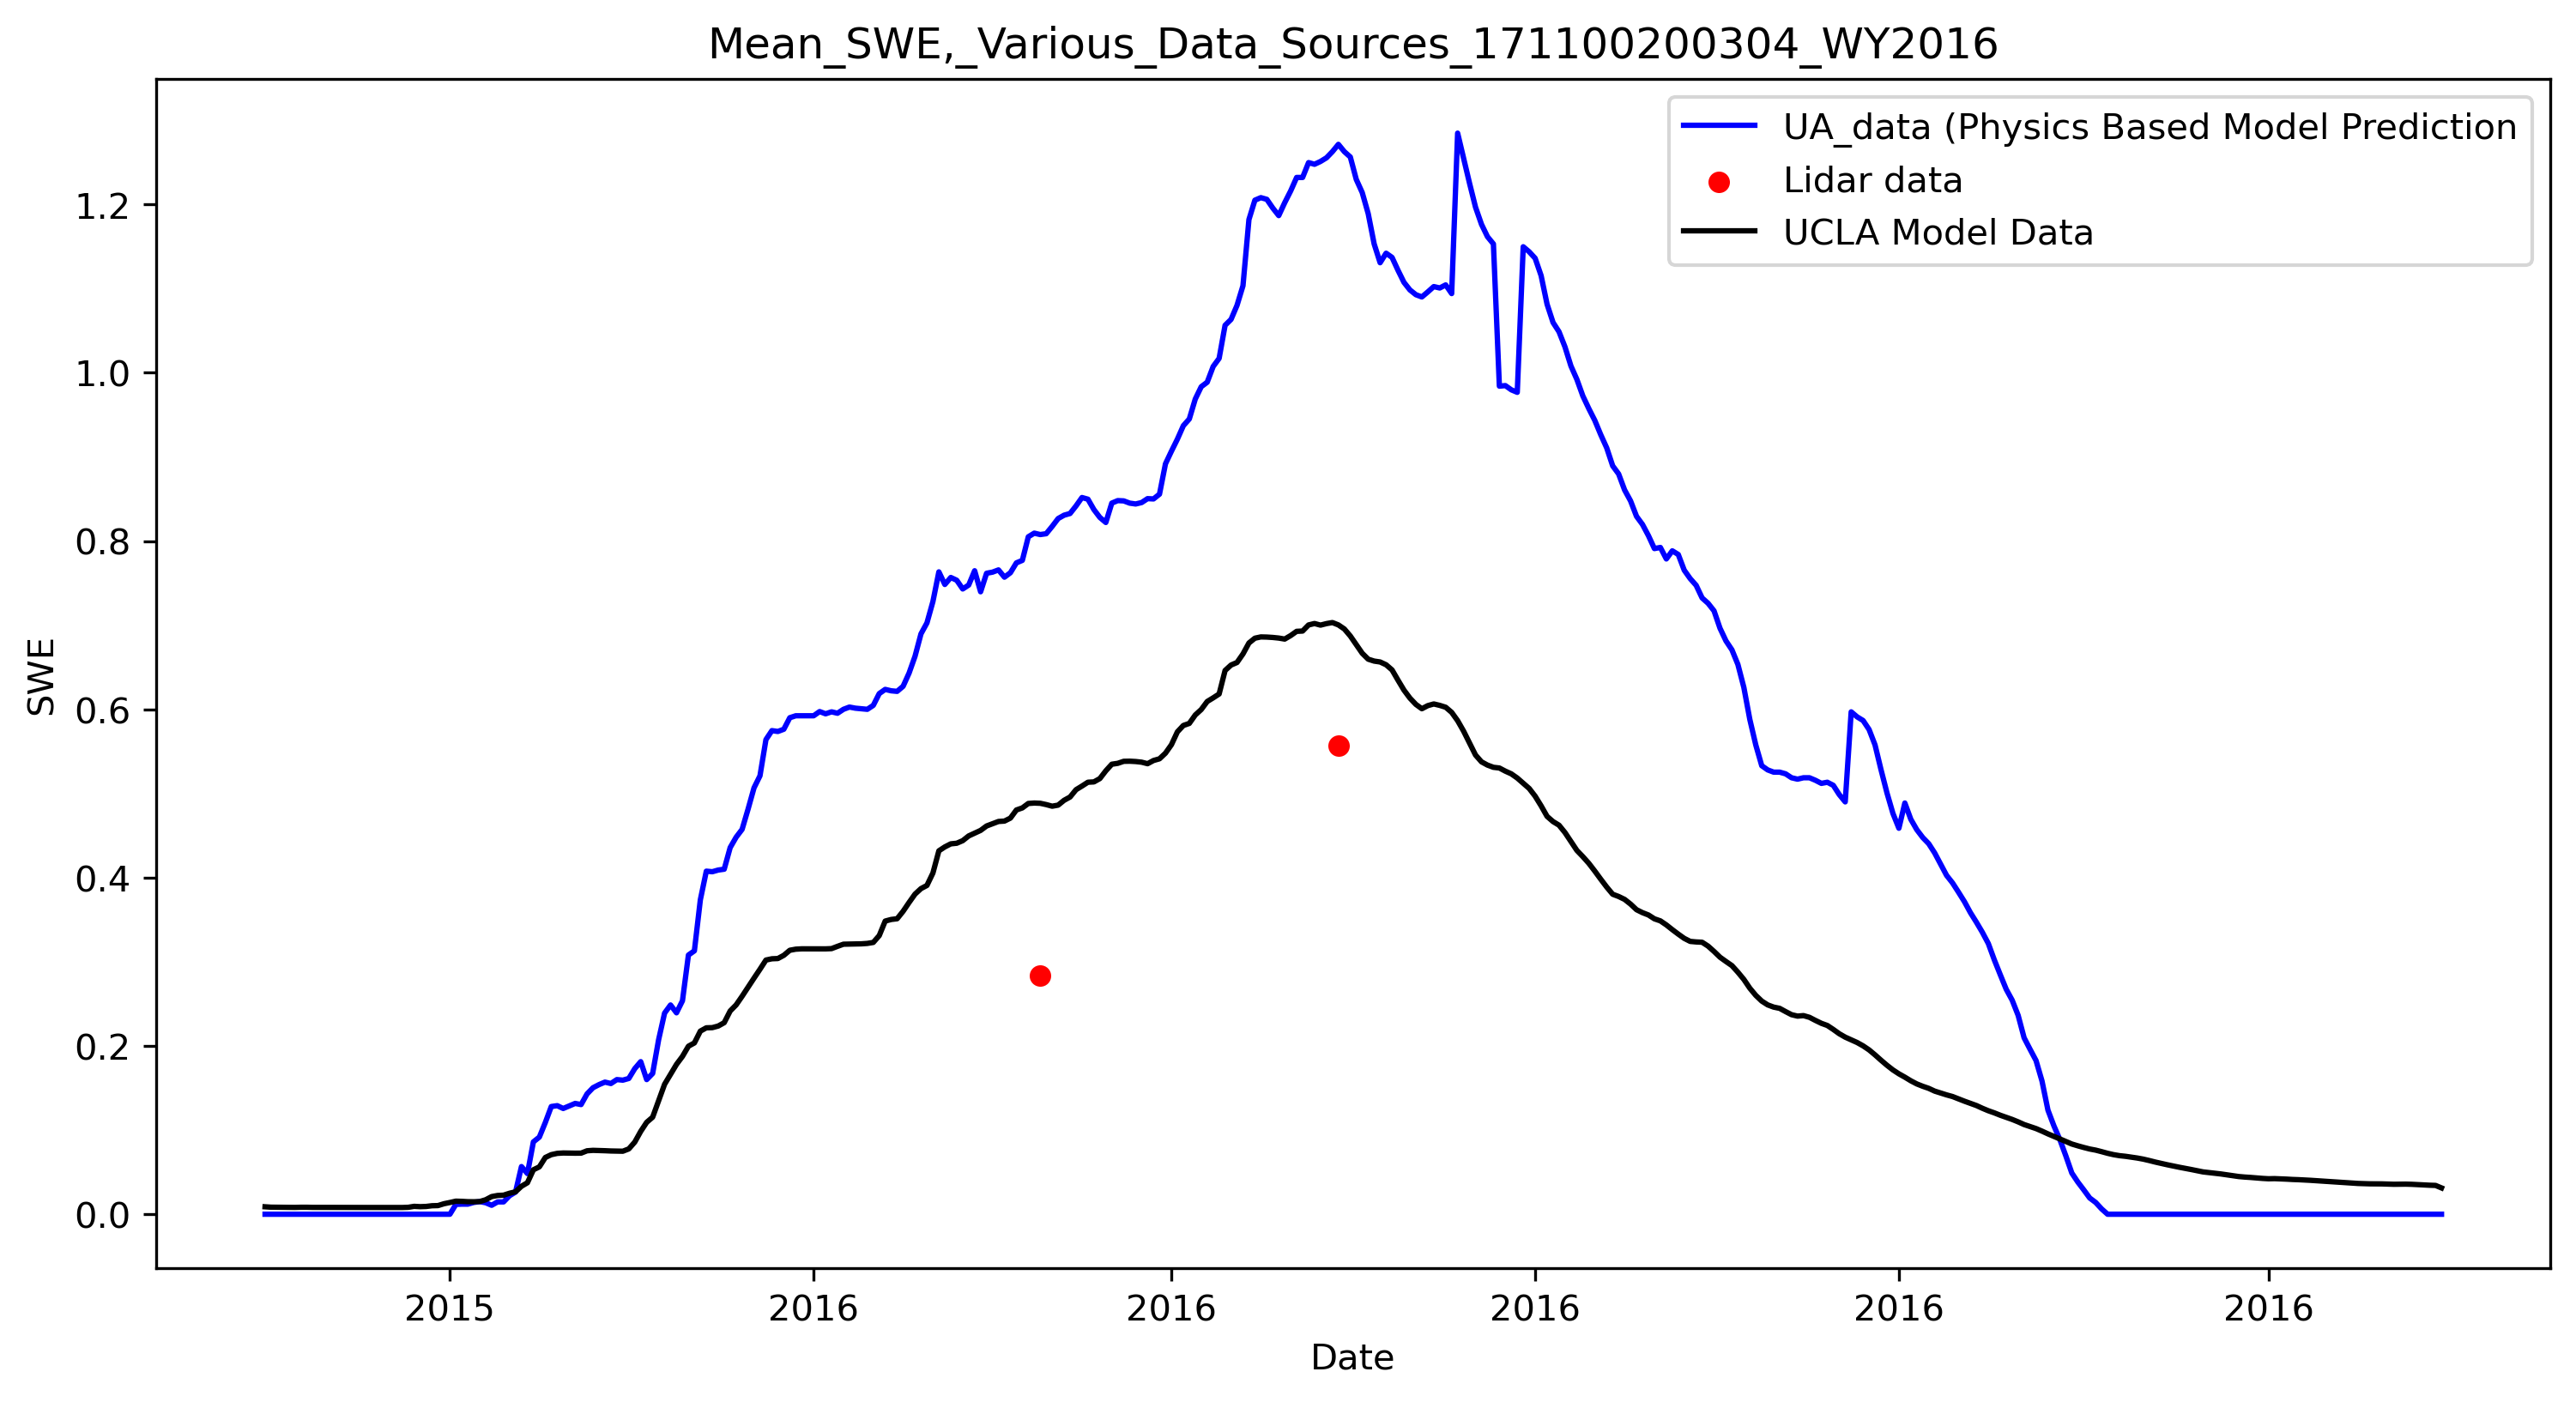 Mean_SWE,_Various_Data_Sources_171100200304_WY2016
UA_data (Physics Based Model Prediction
Lidar data
UCLA Model Data
1.2
1.0
0.8
0.6
0.4
0.2
0.0
SWE
2015 2016 2016 2016 2016 2016
Date